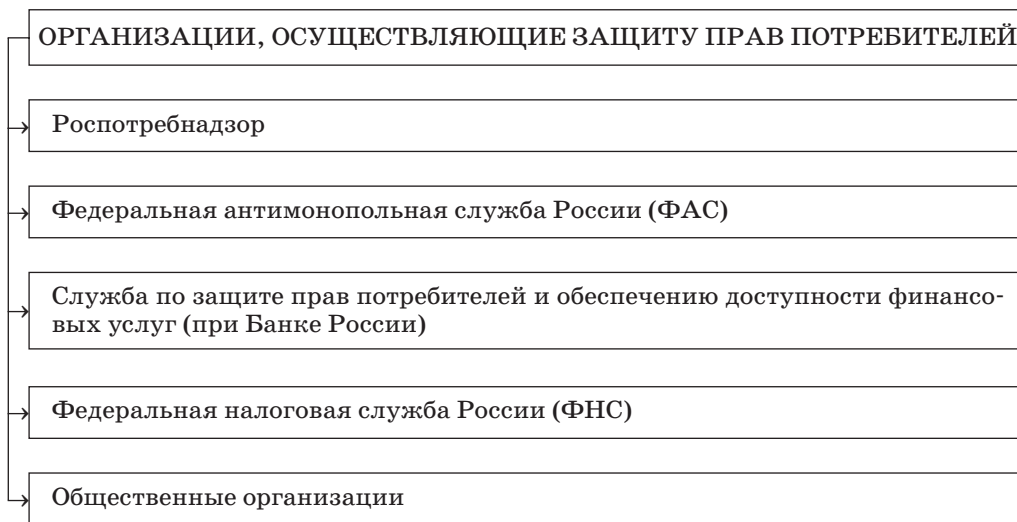 ОРГАНИЗАЦИИ, ОСУЩЕСТВЛЯЮЩИЕ ЗАЩИТУ ПРАВ ПОТРЕБИТЕЛЕЙ
Роспотребнадзор
Федеральная антимонопольная служба России (ФАС)
Служба по защите прав потребителей и обеспечению доступности финансо-
вых услуг (при Банке России)
Федеральная налоговая служба России (ФНС)
Общественные организации